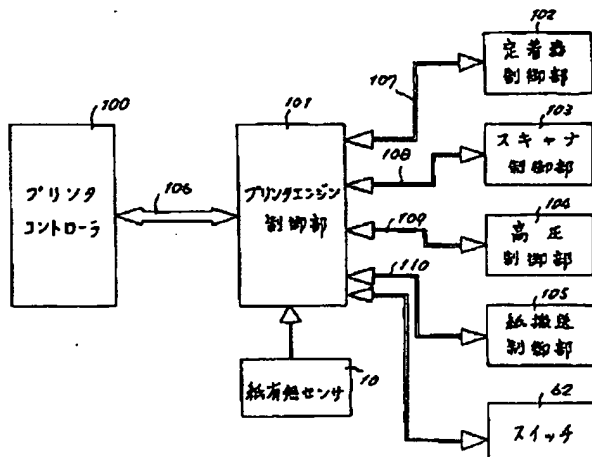 100
プリンタ
コントローラ
106
101
プリンタエンジン
制御部
107
108
109
110
102
定着器
制御部
103
スキャナ
制御部
104
高圧
制御部
105
紙搬送
制御部
62
スイッチ
10
紙有無センサ